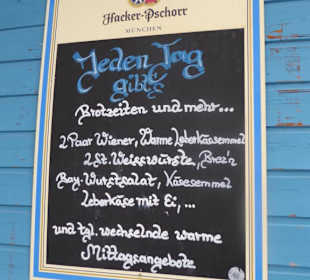 Hacker-Pschorr
MÜNCHEN
Jeden Tag
gibt's
Brotzeiten und mehr...
2 Paar Wiener, Warme Leberkäsemmel
2 St. Weisswürste, Brez'n
Bay. Wurstsalat, Käsesemmel
Leberkäse mit Ei, ...
und tgl. wechselnde warme
Mittagsangebote